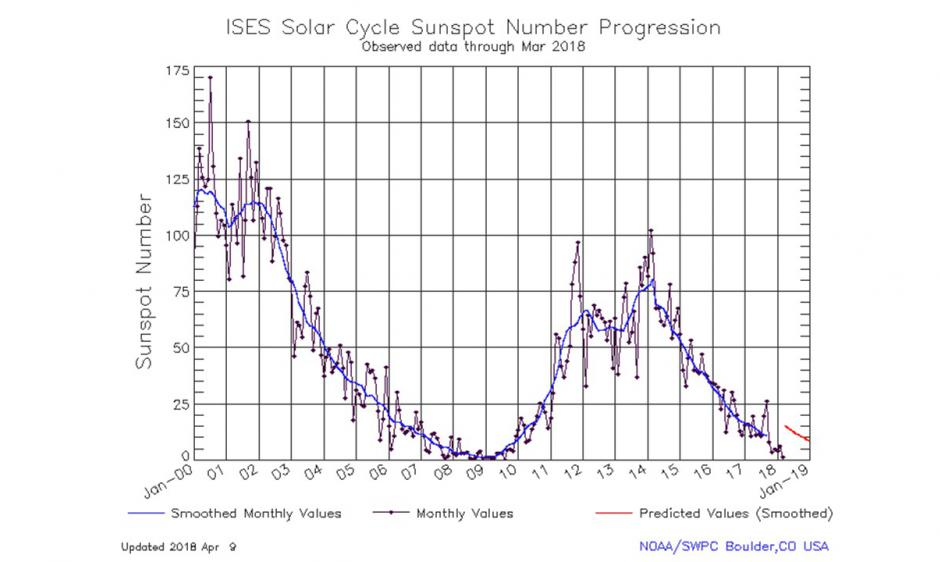 ISES Solar Cycle Sunspot Number Progression
Observed data through Mar 2018
175
150
125
100
75
50
25
0
Sunspot Number
Jan-00 01 02 03 04 05 06 07 08 09 10 11 12 13 14 15 16 17 18 Jan-19
Smoothed Monthly Values Monthly Values Predicted Values (Smoothed)
Updated 2018 Apr 9 NOAA/SWPC Boulder,CO USA